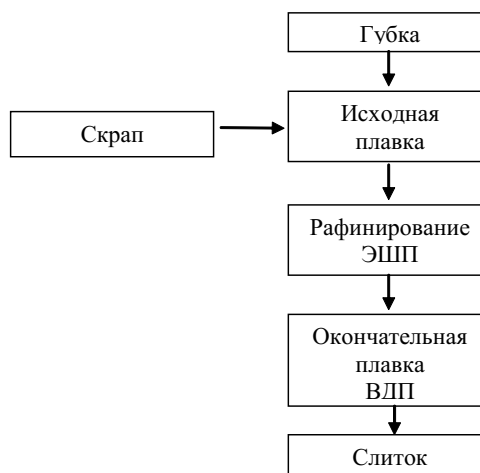 Губка
Скрап
Исходная
плавка
Рафинирование
ЭШП
Окончательная
плавка
ВДП
Слиток